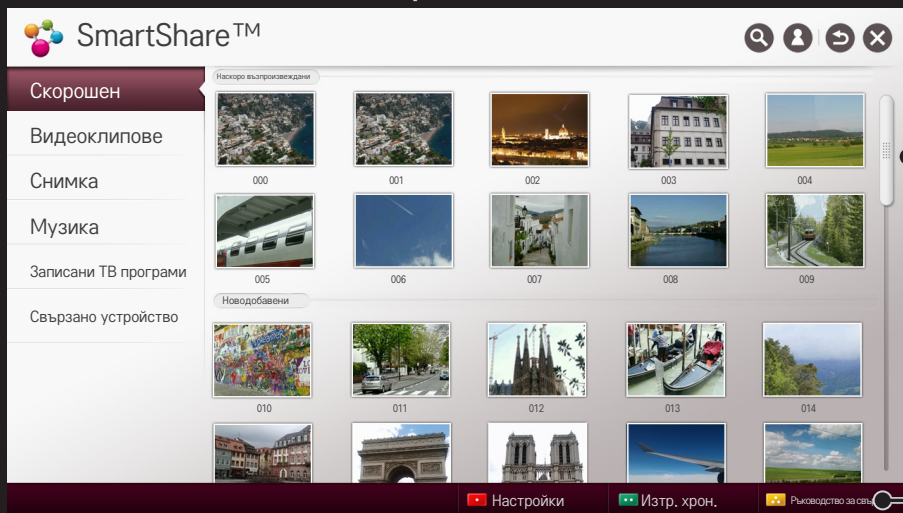 SmartShare™
Скорошен
Видеоклипове
Снимка
Музика
Записани ТВ програми
Свързано устройство
Наскоро възпроизвеждани
000
001
002
003
004
005
006
007
008
009
Новодобавени
010
011
012
013
014
Настройки
Изтр. хрон.
Ръководство за